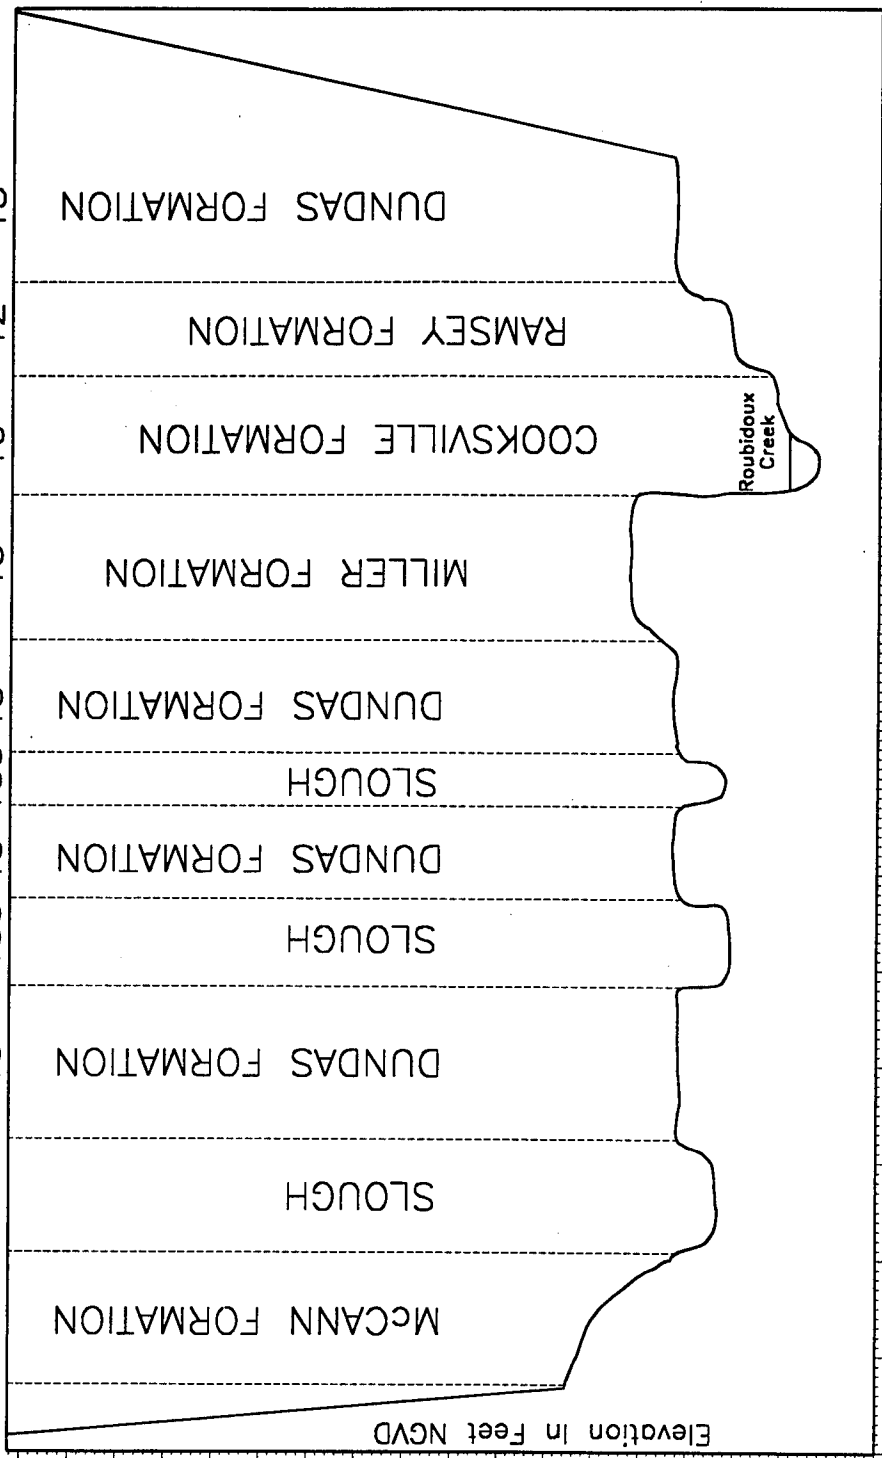 DUNDAS FORMATION
RAMSEY FORMATION
COOKSVILLE FORMATION
Roubidoux
Creek
MILLER FORMATION
DUNDAS FORMATION
SLOUGH
DUNDAS FORMATION
SLOUGH
DUNDAS FORMATION
SLOUGH
McCANN FORMATION
Elevation In Feet NGVD